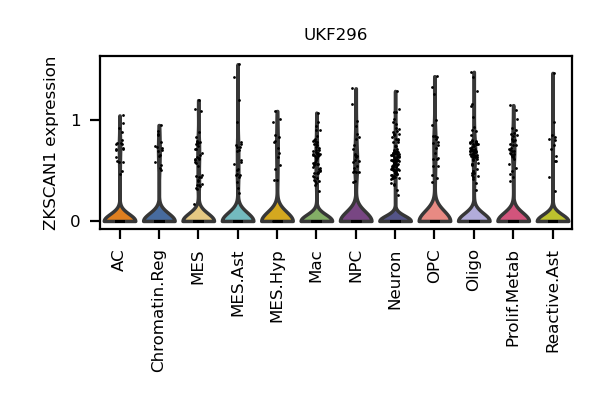 UKF296
ZKSCAN1 expression
1
0
AC
Chromatin.Reg
MES
MES.Ast
MES.Hyp
Mac
NPC
Neuron
OPC
Oligo
Prolif.Metab
Reactive.Ast